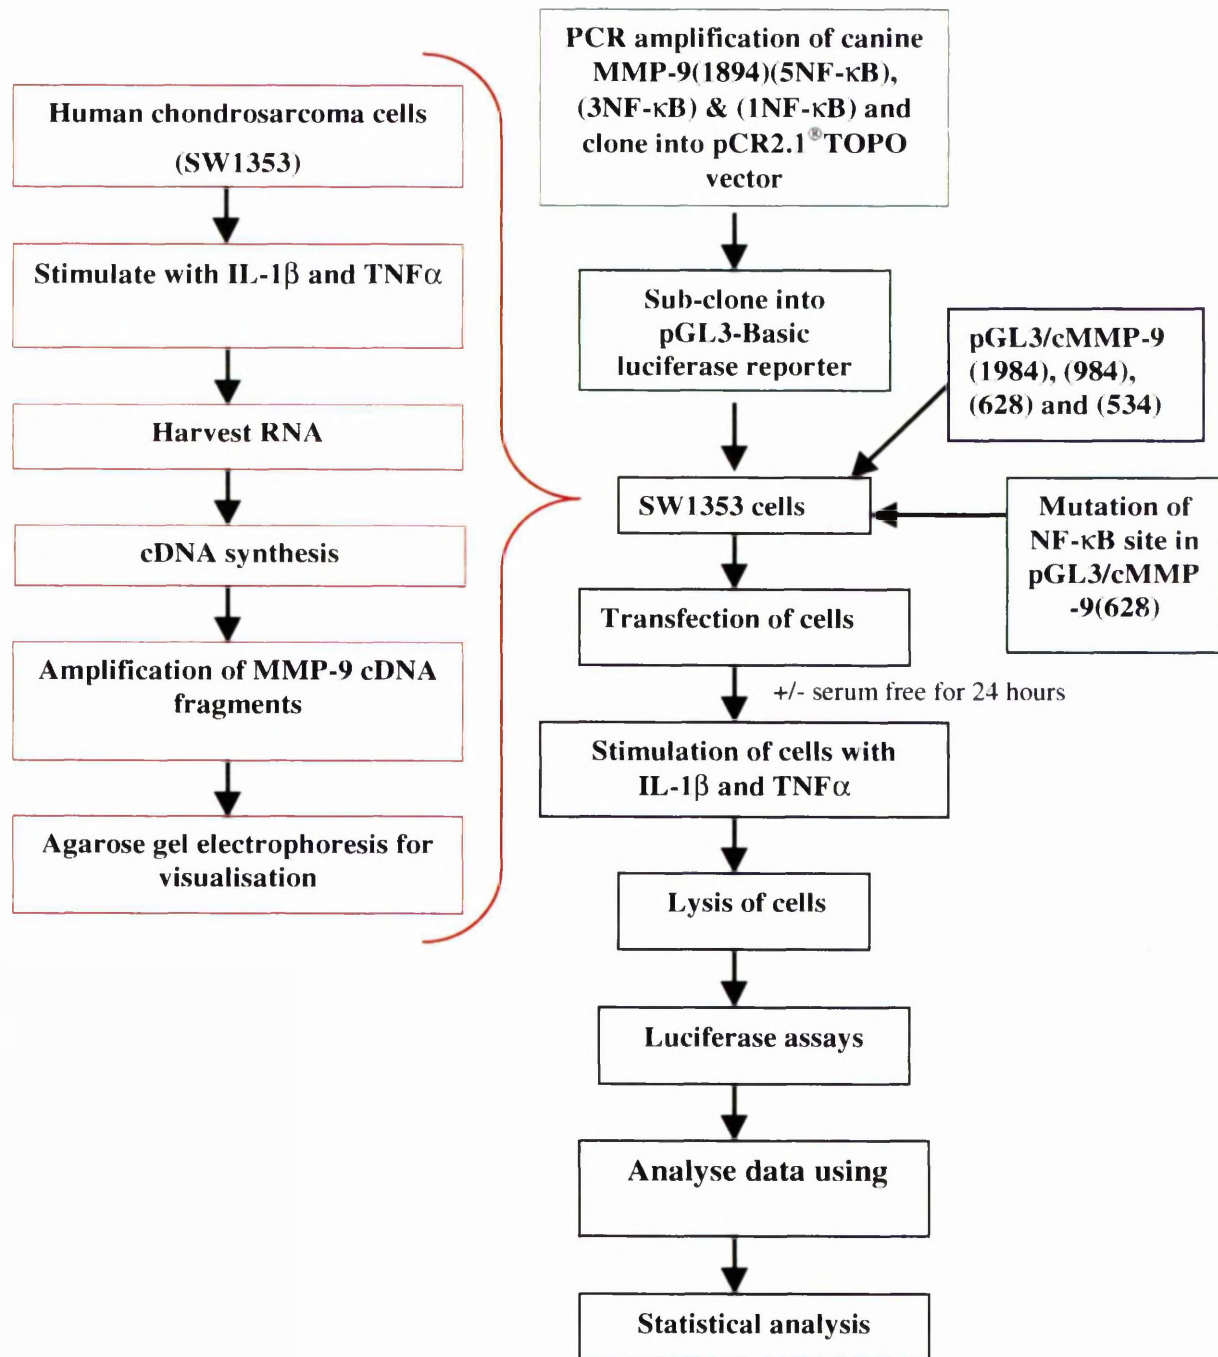 Human chondrosarcoma cells
(SW1353)
Stimulate with IL-1β and TNFα
Harvest RNA
cDNA synthesis
Amplification of MMP-9 cDNA
fragments
Agarose gel electrophoresis for
visualisation
PCR amplification of canine
MMP-9(1894)(5NF-κB),
(3NF-κB) & (1NF-κB) and
clone into pCR2.1®TOPO
vector
Sub-clone into
pGL3-Basic
luciferase reporter
pGL3/cMMP-9
(1984), (984),
(628) and (534)
SW1353 cells
Mutation of
NF-κB site in
pGL3/cMMP
-9(628)
Transfection of cells
+/- serum free for 24 hours
Stimulation of cells with
IL-1β and TNFα
Lysis of cells
Luciferase assays
Analyse data using
Statistical analysis